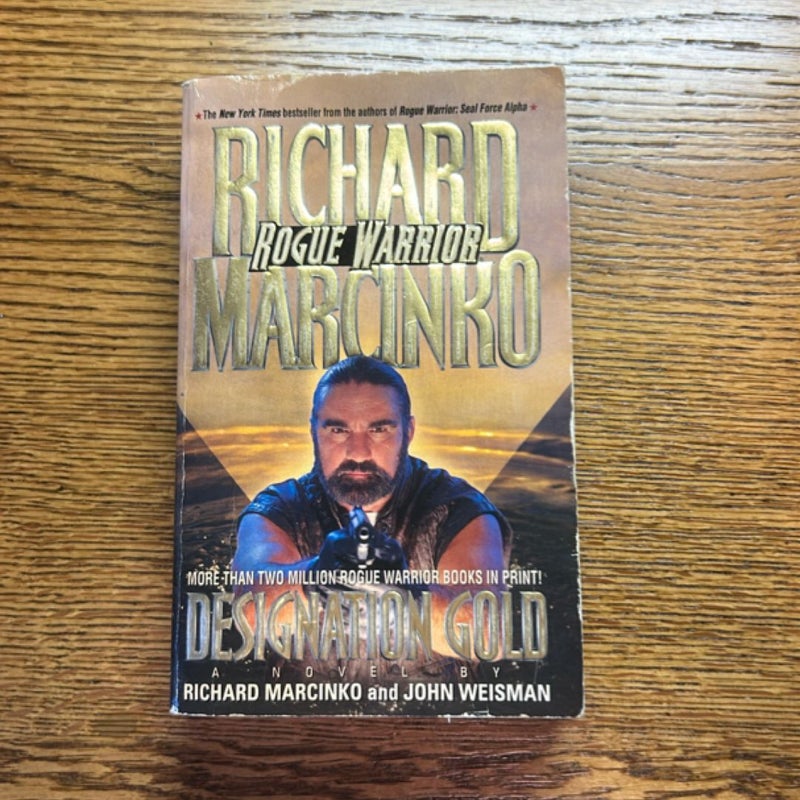 ★The New York Times bestseller from the authors of Rogue Warrior: Seal Force Alpha★
RICHARD
ROGUE WARRIOR
MARCINKO
MORE THAN TWO MILLION ROGUE WARRIOR BOOKS IN PRINT!
DESIGNATION GOLD
A NOVEL BY
RICHARD MARCINKO and JOHN WEISMAN